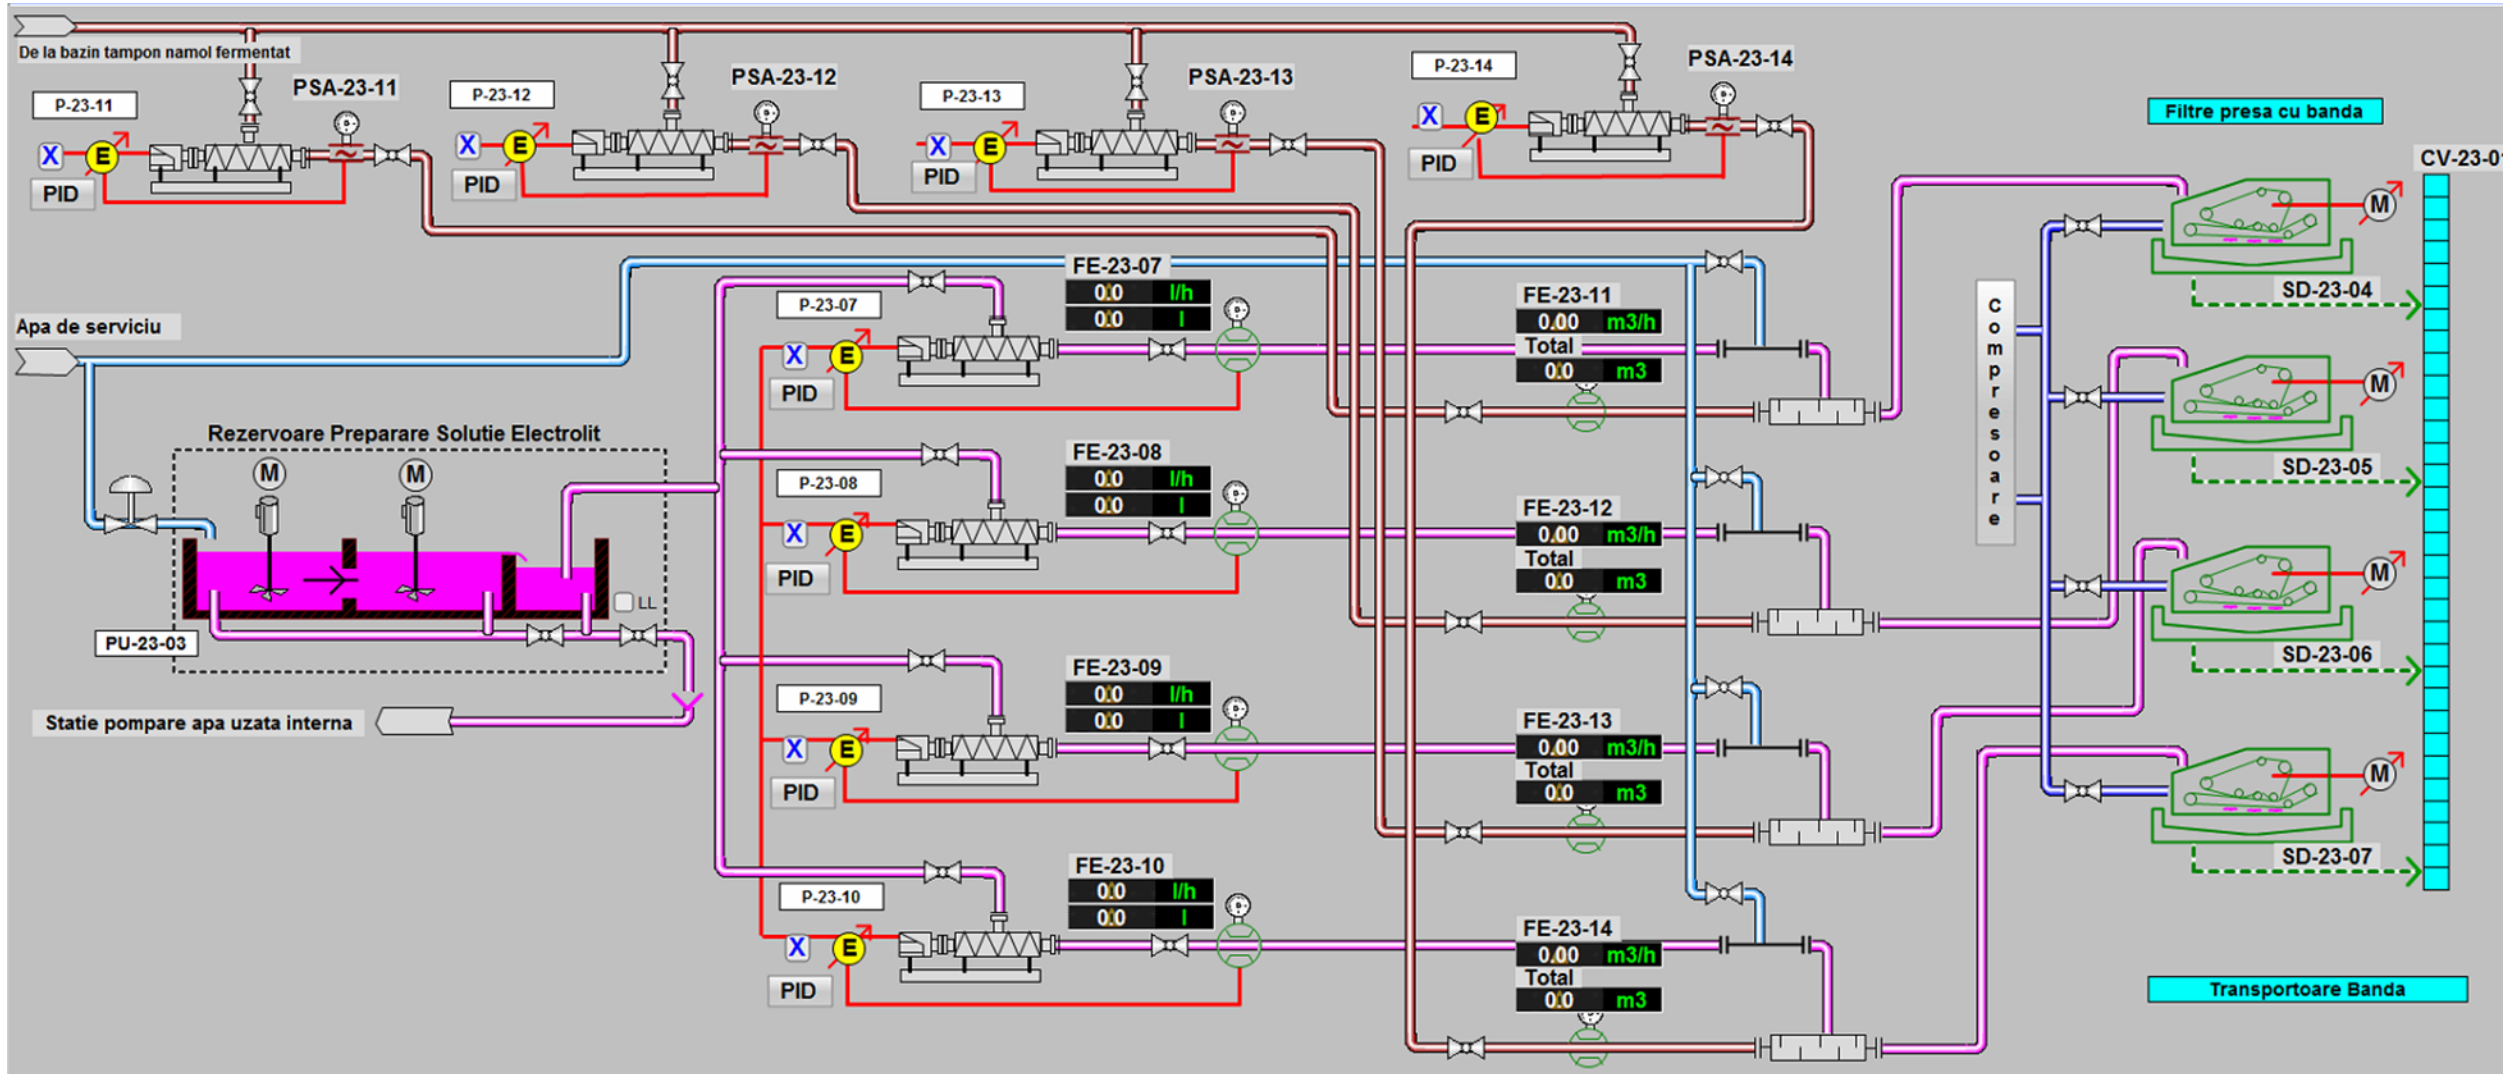 De la bazin tampon namol fermentat
P-23-11
PSA-23-11
X
E
PID
P-23-12
PSA-23-12
X
E
PID
P-23-13
PSA-23-13
X
E
PID
P-23-14
PSA-23-14
X
E
PID
Filtre presa cu banda
CV-23-01
M
SD-23-04
M
SD-23-05
M
SD-23-06
M
SD-23-07
Compresoare
Apa de serviciu
Rezervoare Preparare Solutie Electrolit
M
M
LL
PU-23-03
Statie pompare apa uzata interna
P-23-07
X
E
PID
FE-23-07
0.0 l/h
0.0 l
P-23-08
X
E
PID
FE-23-08
0.0 l/h
0.0 l
P-23-09
X
E
PID
FE-23-09
0.0 l/h
0.0 l
P-23-10
X
E
PID
FE-23-10
0.0 l/h
0.0 l
FE-23-11
0.00 m3/h
Total
0.0 m3
FE-23-12
0.00 m3/h
Total
0.0 m3
FE-23-13
0.00 m3/h
Total
0.0 m3
FE-23-14
0.00 m3/h
Total
0.0 m3
Transportoare Banda